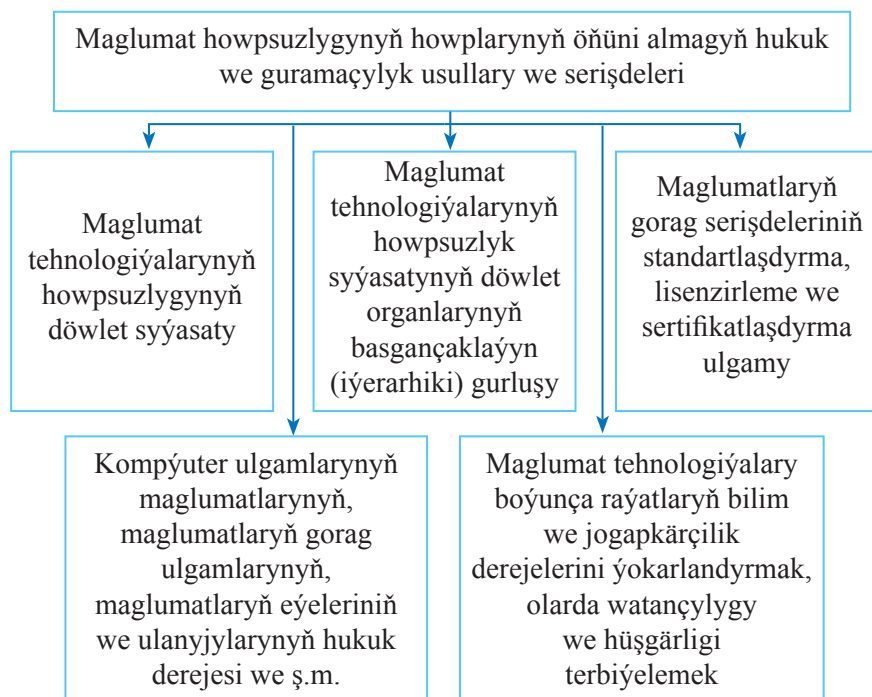 Maglumat howpsuzlygynyň howplarynyň öňüni almagyň hukuk
we guramaçylyk usullary we serişdeleri
Maglumat
tehnologiýalarynyň
howpsuzlygynyň
döwlet syýasaty
Maglumat
tehnologiýalarynyň
howpsuzlyk
syýasatynyň döwlet
organlarynyň
basgançaklaýyn
(iýerarhiki) gurluşy
Maglumatlaryň
gorag serişdeleriniň
standartlaşdyrma,
lisenzirleme we
sertifikatlaşdyrma
ulgamy
Kompýuter ulgamlarynyň
maglumatlarynyň,
maglumatlaryň gorag
ulgamlarynyň,
maglumatlaryň eýeleriniň
we ulanyjylarynyň hukuk
derejesi we ş.m.
Maglumat tehnologiýalary
boýunça raýatlaryň bilim
we jogapkärçilik
derejelerini ýokarlandyrmak,
olarda watançylygy
we hüşgärligi
terbiýelemek